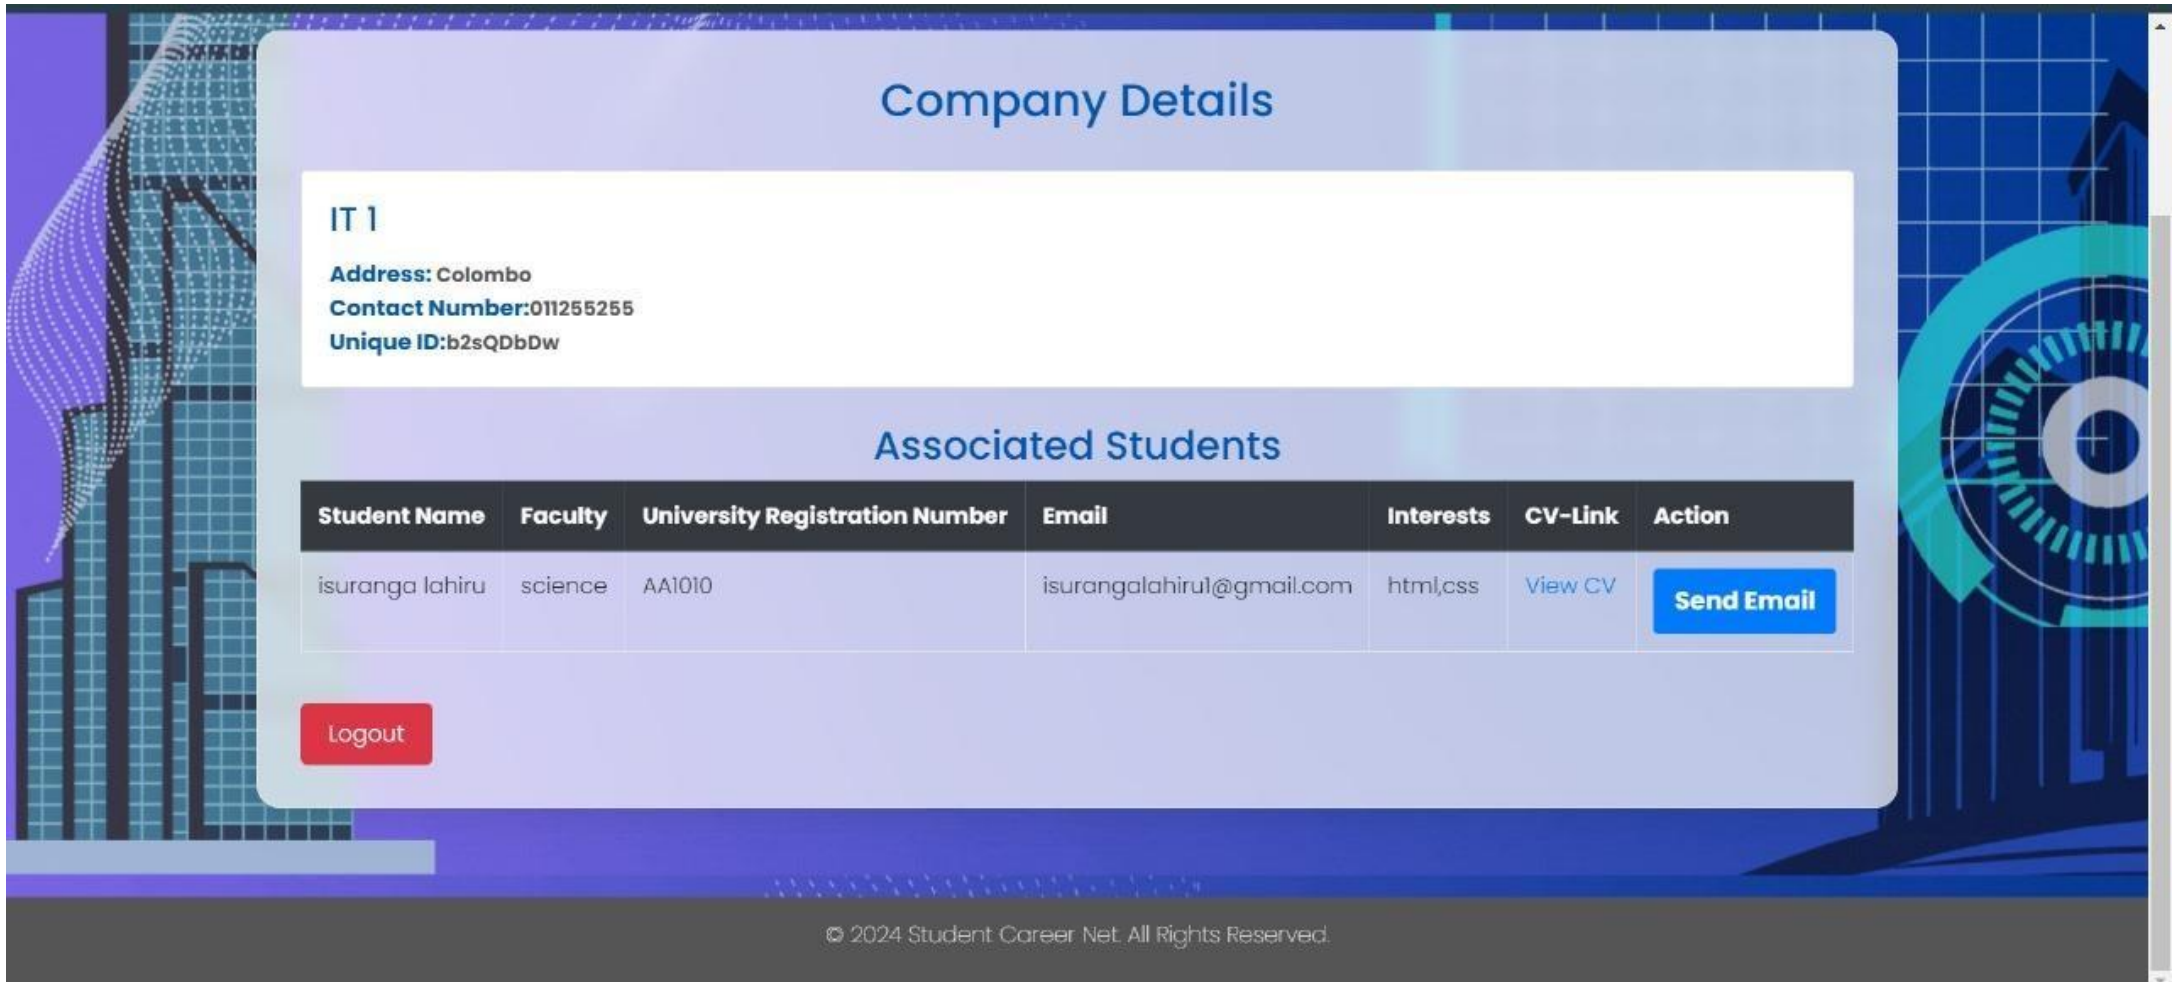 Company Details
IT 1
Address: Colombo
Contact Number:011255255
Unique ID:b2sQDbDw
Associated Students
Student Name Faculty University Registration Number Email Interests CV-Link Action
isuranga lahiru science AA1010 isurangalahiru1@gmail.com html,css View CV Send Email
Logout
© 2024 Student Career Net. All Rights Reserved.